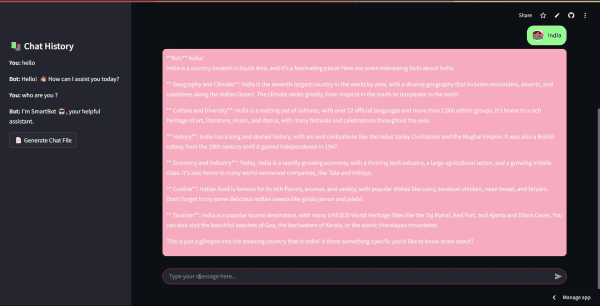 Share
Chat History
You: hello
Bot: Hello! 👋 How can I assist you today?
You: who are you ?
Bot: I'm SmartBot 🎅, your helpful
assistant.
Generate Chat File
India
**Bot:** India!
India is a country located in South Asia, and it's a fascinating place! Here are some interesting facts about India:
** Geography and Climate**: India is the seventh-largest country in the world by area, with a diverse geography that includes mountains, deserts, and
coastlines along the Indian Ocean. The climate varies greatly, from tropical in the south to temperate in the north.
** Culture and Diversity**: India is a melting pot of cultures, with over 22 official languages and more than 2,000 ethnic groups. It's home to a rich
heritage of art, literature, music, and dance, with many festivals and celebrations throughout the year.
** History**: India has a long and storied history, with ancient civilizations like the Indus Valley Civilization and the Mughal Empire. It was also a British
colony from the 18th century until it gained independence in 1947.
** Economy and Industry**: Today, India is a rapidly growing economy, with a thriving tech industry, a large agricultural sector, and a growing middle
class. It's also home to many world-renowned companies, like Tata and Infosys.
** Cuisine**: Indian food is famous for its rich flavors, aromas, and variety, with popular dishes like curry, tandoori chicken, naan bread, and biryani.
Don't forget to try some delicious Indian sweets like gulab jamun and jalebi!
** Tourism**: India is a popular tourist destination, with many UNESCO World Heritage Sites like the Taj Mahal, Red Fort, and Ajanta and Ellora Caves. You
can also visit the beautiful beaches of Goa, the backwaters of Kerala, or the scenic Himalayan mountains.
This is just a glimpse into the amazing country that is India! Is there something specific you'd like to know more about?
Type your message here...
Manage app